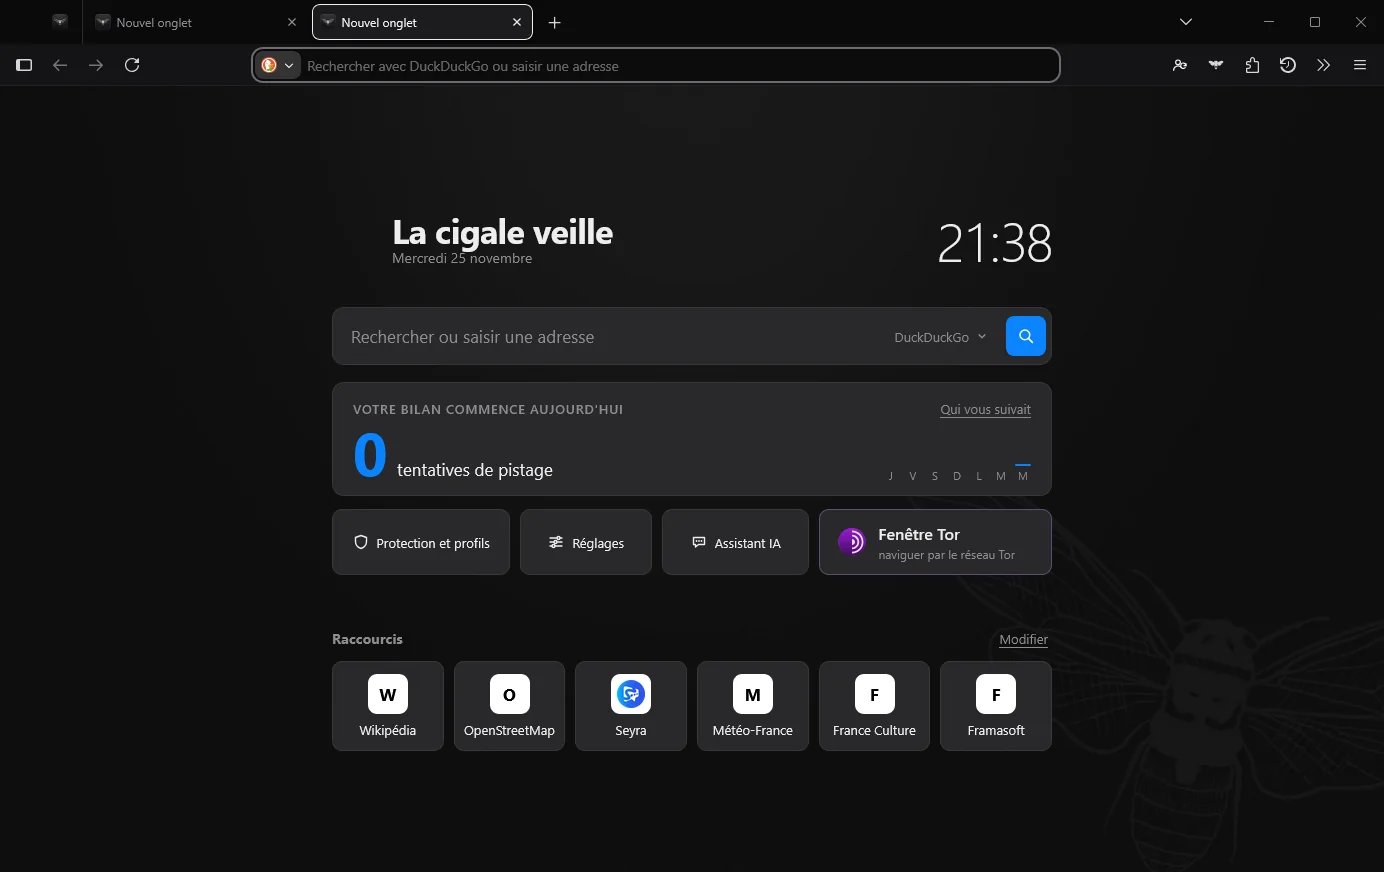 Nouvel onglet
Nouvel onglet
Rechercher avec DuckDuckGo ou saisir une adresse
La cigale veille
Mercredi 25 novembre
21:38
Rechercher ou saisir une adresse
DuckDuckGo
VOTRE BILAN COMMENCE AUJOURD'HUI
Qui vous suivait
0 tentatives de pistage
J V S D L M M
Protection et profils
Réglages
Assistant IA
Fenêtre Tor
naviguer par le réseau Tor
Raccourcis
Modifier
W
Wikipédia
O
OpenStreetMap
Seyra
M
Météo-France
F
France Culture
F
Framasoft